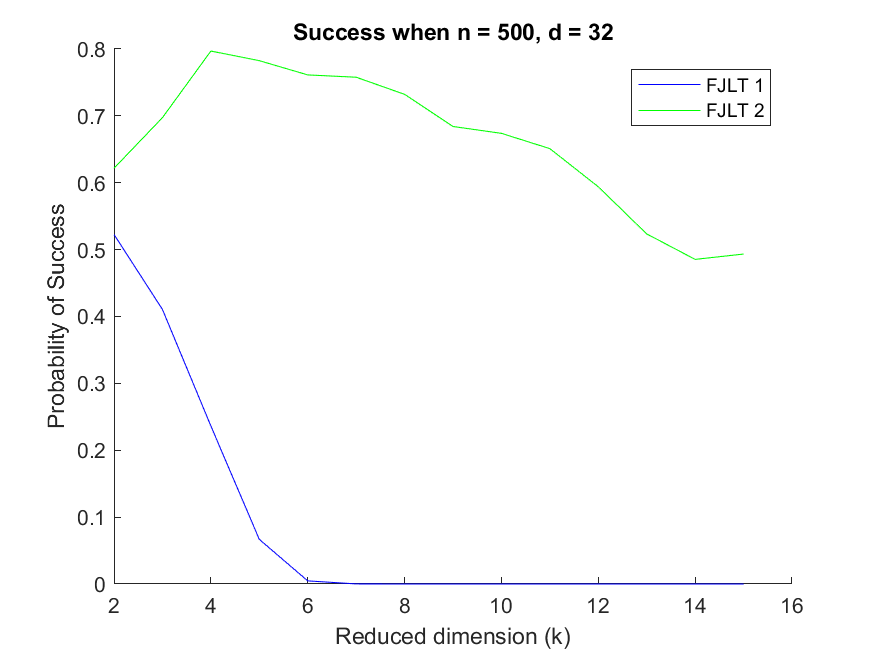 Success when n = 500, d = 32
FJLT 1
FJLT 2
Probability of Success
0.8
0.7
0.6
0.5
0.4
0.3
0.2
0.1
0
2 4 6 8 10 12 14 16
Reduced dimension (k)